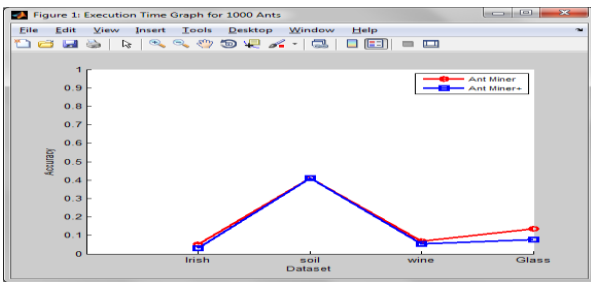 Figure 1: Execution Time Graph for 1000 Ants
File Edit View Insert Tools Desktop Window Help
Ant Miner
Ant Miner+
1
0.9
0.8
0.7
0.6
0.5
0.4
0.3
0.2
0.1
0
Accuracy
Irish soil wine Glass
Dataset